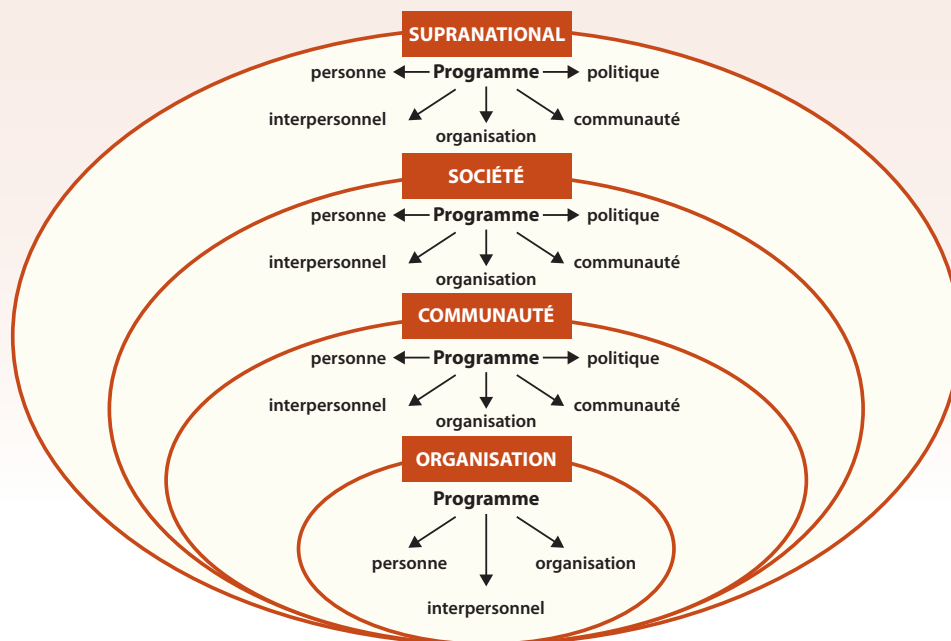 SUPRANATIONAL
personne Programme politique
interpersonnel communauté
organisation
SOCIÉTÉ
personne Programme politique
interpersonnel communauté
organisation
COMMUNAUTÉ
personne Programme politique
interpersonnel communauté
organisation
ORGANISATION
Programme
personne organisation
interpersonnel